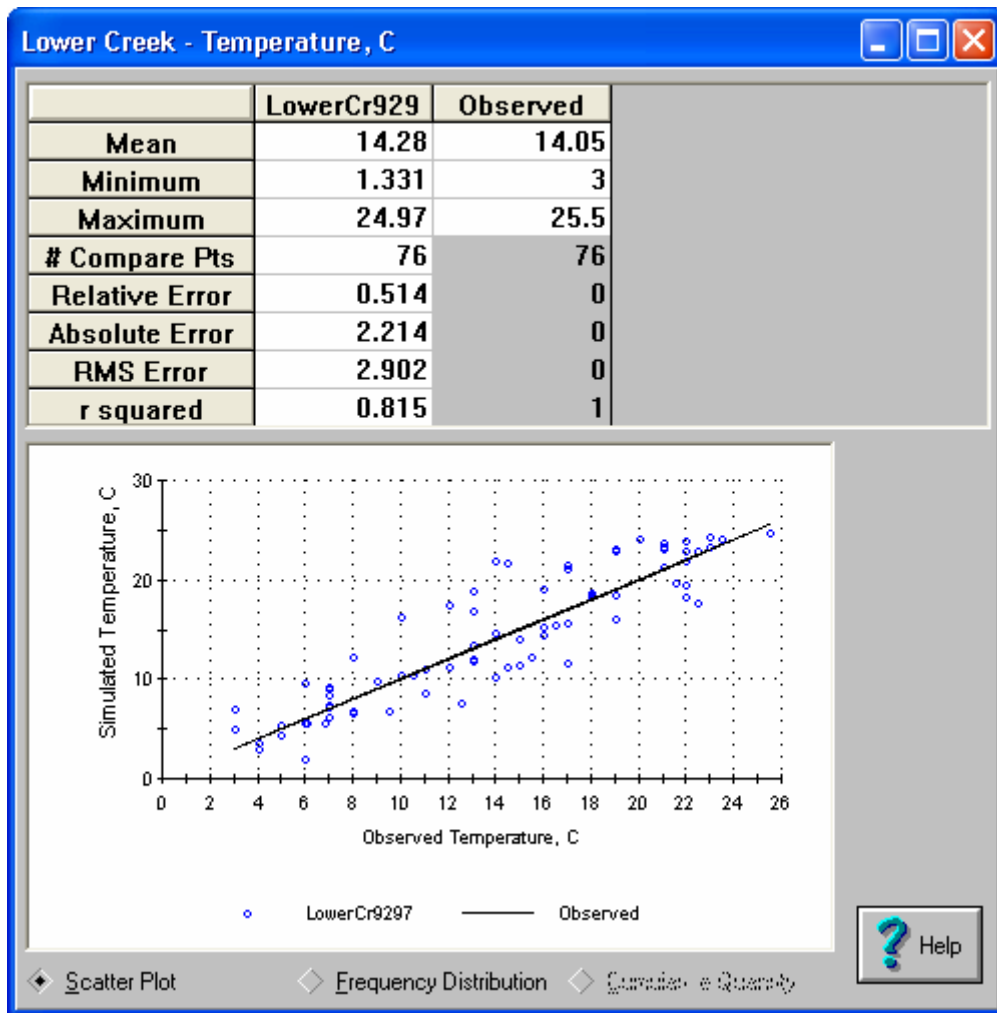 Lower Creek - Temperature, C
LowerCr929 Observed
Mean 14.28 14.05
Minimum 1.331 3
Maximum 24.97 25.5
# Compare Pts 76 76
Relative Error 0.514 0
Absolute Error 2.214 0
RMS Error 2.902 0
r squared 0.815 1
Simulated Temperature, C
30
20
10
0
0 2 4 6 8 10 12 14 16 18 20 22 24 26
Observed Temperature, C
LowerCr9297 Observed
? Help
Scatter Plot Frequency Distribution